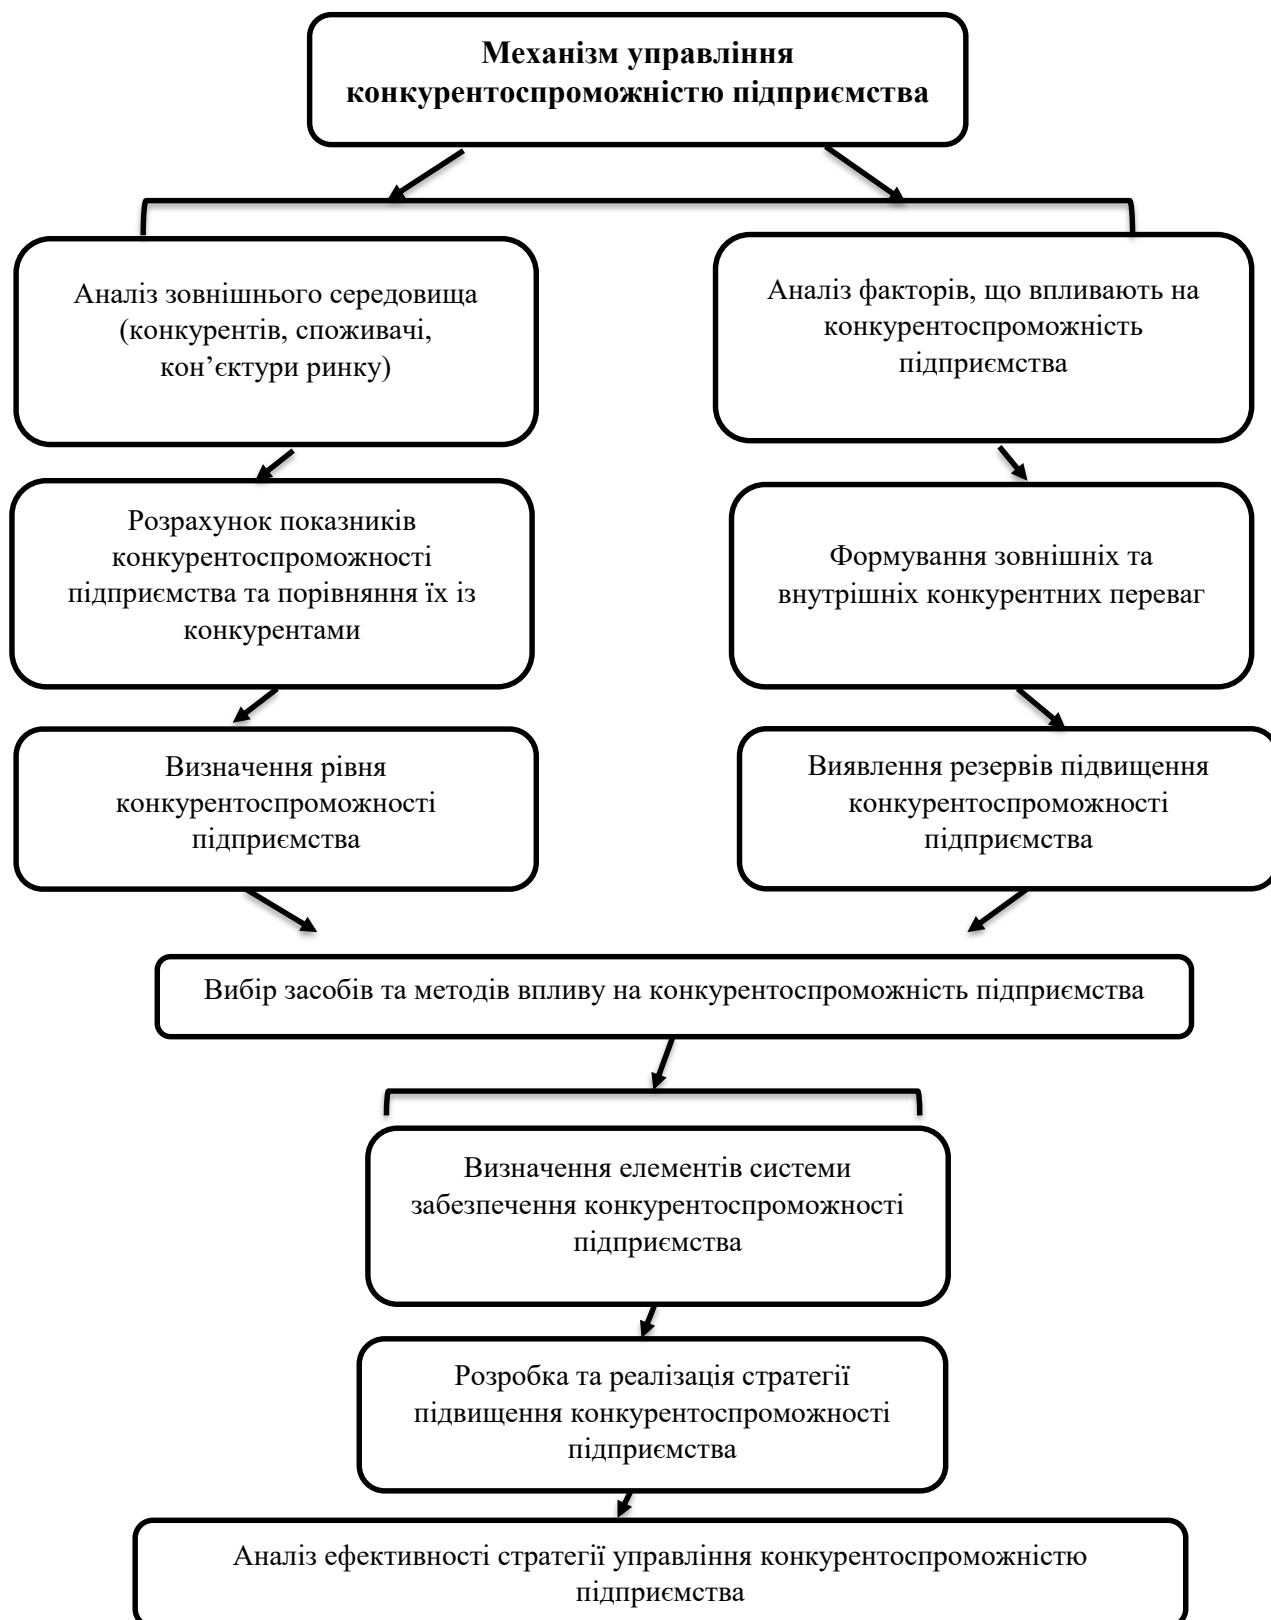 Механізм управління
конкурентоспроможністю підприємства
Аналіз зовнішнього середовища
(конкурентів, споживачі,
кон’єктури ринку)
Аналіз факторів, що впливають на
конкурентоспроможність
підприємства
Розрахунок показників
конкурентоспроможності
підприємства та порівняння їх із
конкурентами
Формування зовнішніх та
внутрішніх конкурентних переваг
Визначення рівня
конкурентоспроможності
підприємства
Виявлення резервів підвищення
конкурентоспроможності
підприємства
Вибір засобів та методів впливу на конкурентоспроможність підприємства
Визначення елементів системи
забезпечення конкурентоспроможності
підприємства
Розробка та реалізація стратегії
підвищення конкурентоспроможності
підприємства
Аналіз ефективності стратегії управління конкурентоспроможністю
підприємства